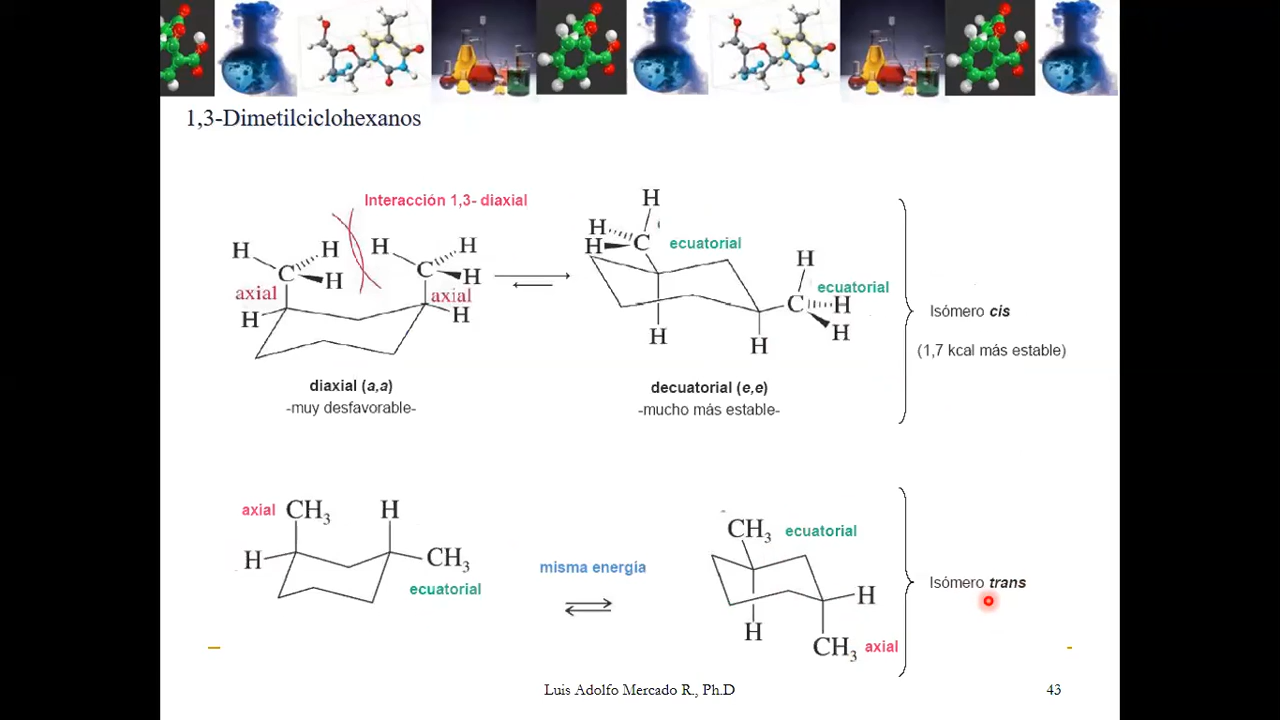 1,3-Dimetilciclohexanos
Interacción 1,3- diaxial
H
H
H
H
H
H
C
H
H
C
H
H
C
ecuatorial
H
axial
axial
H
H
ecuatorial
C
H
H
H
H
Isómero cis
(1,7 kcal más estable)
diaxial (a,a)
-muy desfavorable-
decuatorial (e,e)
-mucho más estable-
axial CH3
H
H
CH3
ecuatorial
misma energía
CH3 ecuatorial
H
H
CH3 axial
Isómero trans
Luis Adolfo Mercado R., Ph.D
43